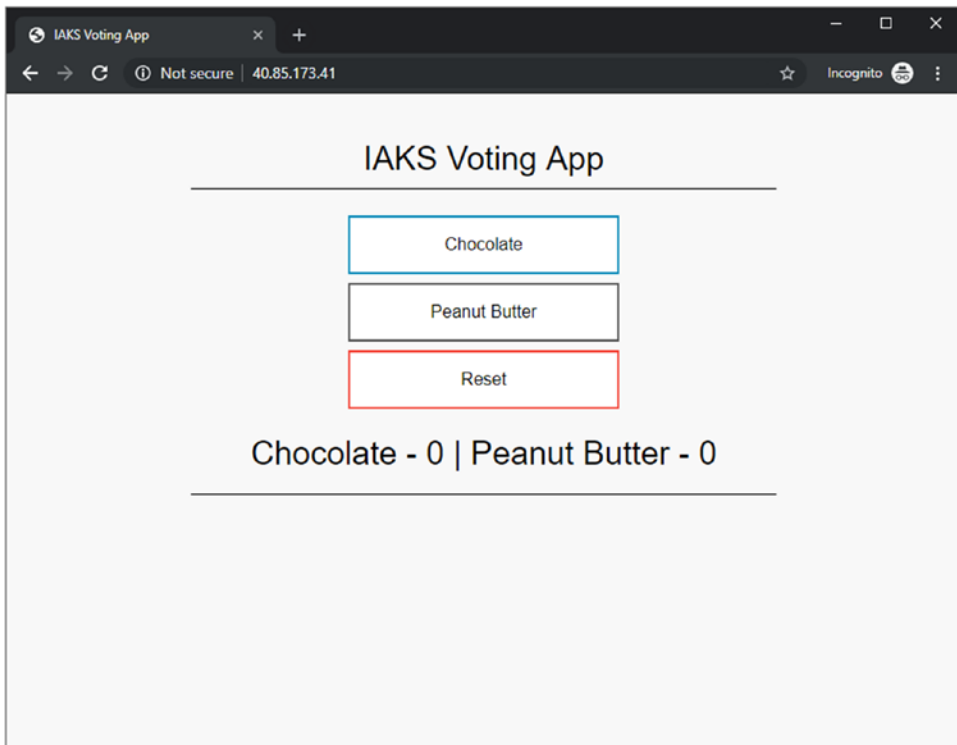 IAKS Voting App
Not secure | 40.85.173.41
Incognito
IAKS Voting App
Chocolate
Peanut Butter
Reset
Chocolate - 0 | Peanut Butter - 0